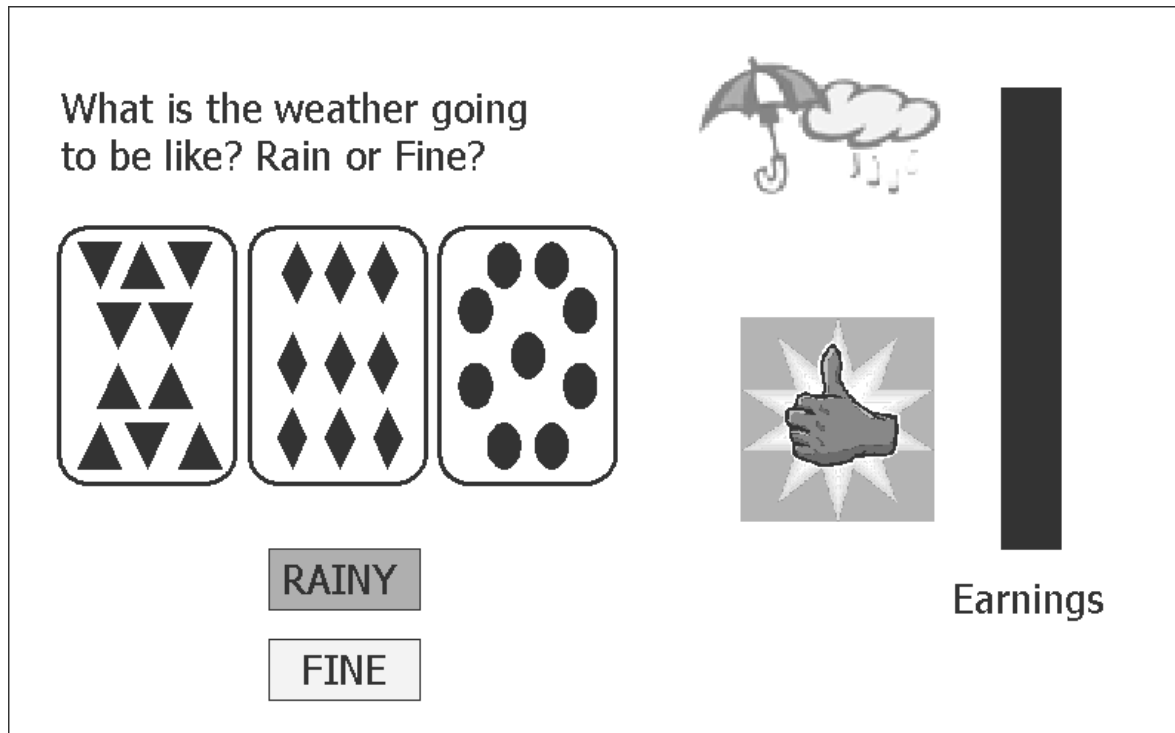 What is the weather going
to be like? Rain or Fine?
RAINY
FINE
Earnings